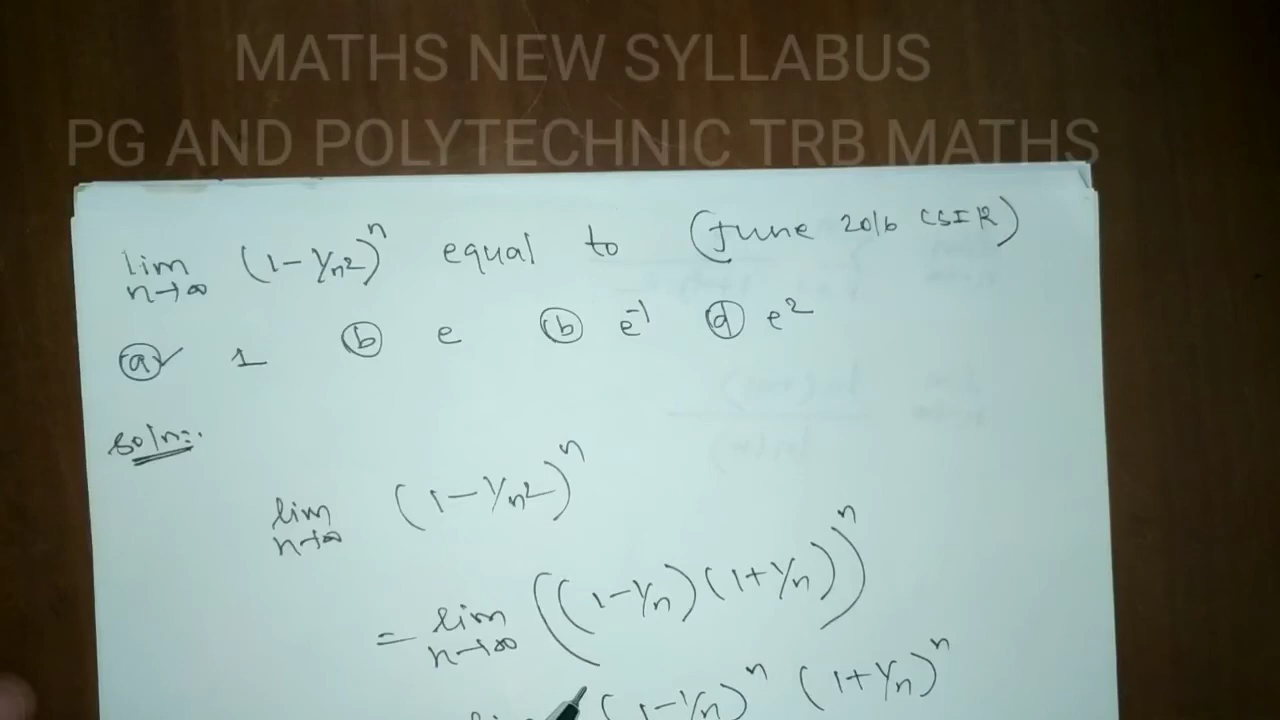 MATHS NEW SYLLABUS
PG AND POLYTECHNIC TRB MATHS
lim n→∞ (1 - 1/n²)ⁿ equal to (June 2016 CSIR)
ⓐ✓ 1 ⓑ e ⓑ e⁻¹ ⓓ e²
Soln:-
lim n→∞ (1 - 1/n²)ⁿ
= lim n→∞ ((1 - 1/n)(1 + 1/n))ⁿ
lim (1 - 1/n)ⁿ (1 + 1/n)ⁿ